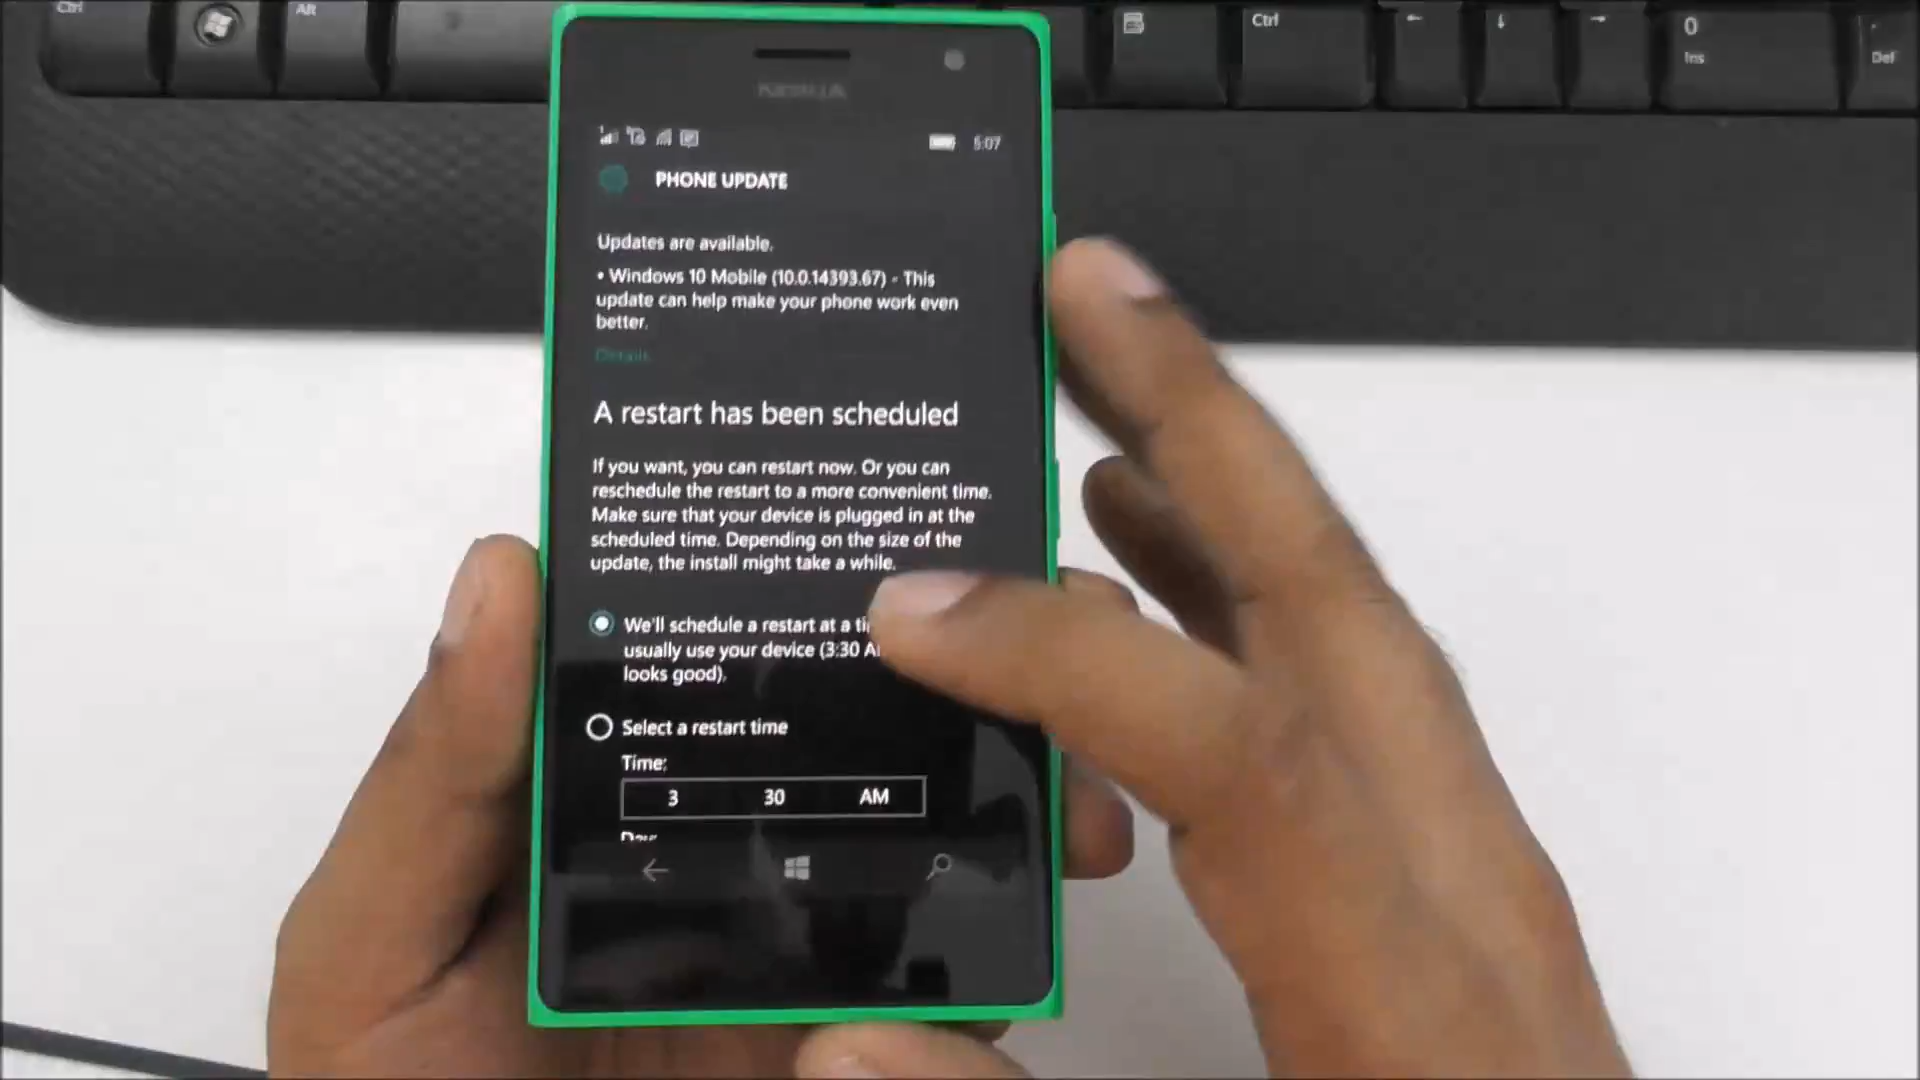 Ctrl
Alt
Ctrl
0
Ins
Del
NOKIA
5:07
PHONE UPDATE
Updates are available.
• Windows 10 Mobile (10.0.14393.67) - This
update can help make your phone work even
better.
Details
A restart has been scheduled
If you want, you can restart now. Or you can
reschedule the restart to a more convenient time.
Make sure that your device is plugged in at the
scheduled time. Depending on the size of the
update, the install might take a while.
We'll schedule a restart at a
usually use your device (3:30
looks good).
Select a restart time
Time:
3 30 AM